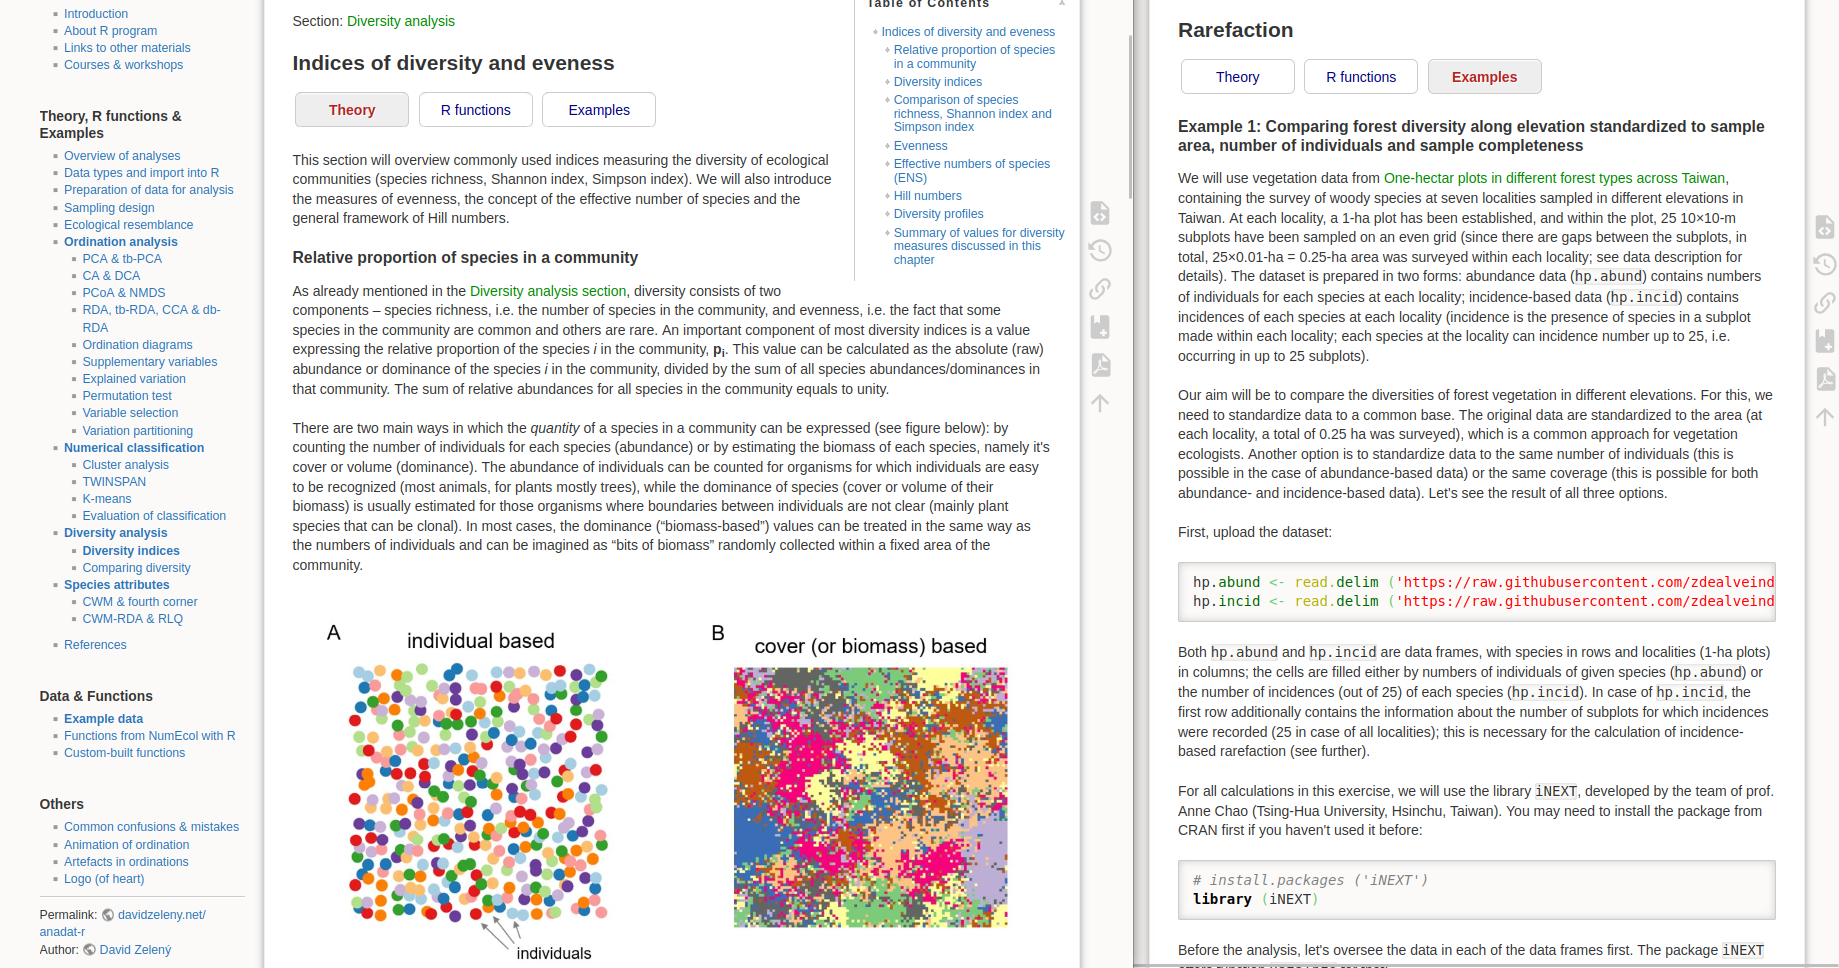 Introduction
About R program
Links to other materials
Courses & workshops
Theory, R functions &
Examples
Overview of analyses
Data types and import into R
Preparation of data for analysis
Sampling design
Ecological resemblance
Ordination analysis
PCA & tb-PCA
CA & DCA
PCoA & NMDS
RDA, tb-RDA, CCA & db-
RDA
Ordination diagrams
Supplementary variables
Explained variation
Permutation test
Variable selection
Variation partitioning
Numerical classification
Cluster analysis
TWINSPAN
K-means
Evaluation of classification
Diversity analysis
Diversity indices
Comparing diversity
Species attributes
CWM & fourth corner
CWM-RDA & RLQ
References
Data & Functions
Example data
Functions from NumEcol with R
Custom-built functions
Others
Common confusions & mistakes
Animation of ordination
Artefacts in ordinations
Logo (of heart)
Permalink: davidzeleny.net/
anadat-r
Author: David Zelený
Section: Diversity analysis
Indices of diversity and eveness
Theory
R functions
Examples
This section will overview commonly used indices measuring the diversity of ecological
communities (species richness, Shannon index, Simpson index). We will also introduce
the measures of evenness, the concept of the effective number of species and the
general framework of Hill numbers.
Relative proportion of species in a community
As already mentioned in the Diversity analysis section, diversity consists of two
components – species richness, i.e. the number of species in the community, and evenness, i.e. the fact that some
species in the community are common and others are rare. An important component of most diversity indices is a value
expressing the relative proportion of the species i in the community, pi. This value can be calculated as the absolute (raw)
abundance or dominance of the species i in the community, divided by the sum of all species abundances/dominances in
that community. The sum of relative abundances for all species in the community equals to unity.
There are two main ways in which the quantity of a species in a community can be expressed (see figure below): by
counting the number of individuals for each species (abundance) or by estimating the biomass of each species, namely it's
cover or volume (dominance). The abundance of individuals can be counted for organisms for which individuals are easy
to be recognized (most animals, for plants mostly trees), while the dominance of species (cover or volume of their
biomass) is usually estimated for those organisms where boundaries between individuals are not clear (mainly plant
species that can be clonal). In most cases, the dominance (“biomass-based”) values can be treated in the same way as
the numbers of individuals and can be imagined as “bits of biomass” randomly collected within a fixed area of the
community.
A
individual based
individuals
B
cover (or biomass) based
Table of Contents
Indices of diversity and eveness
Relative proportion of species
in a community
Diversity indices
Comparison of species
richness, Shannon index and
Simpson index
Evenness
Effective numbers of species
(ENS)
Hill numbers
Diversity profiles
Summary of values for diversity
measures discussed in this
chapter
Rarefaction
Theory
R functions
Examples
Example 1: Comparing forest diversity along elevation standardized to sample
area, number of individuals and sample completeness
We will use vegetation data from One-hectar plots in different forest types across Taiwan,
containing the survey of woody species at seven localities sampled in different elevations in
Taiwan. At each locality, a 1-ha plot has been established, and within the plot, 25 10×10-m
subplots have been sampled on an even grid (since there are gaps between the subplots, in
total, 25×0.01-ha = 0.25-ha area was surveyed within each locality; see data description for
details). The dataset is prepared in two forms: abundance data (hp.abund) contains numbers
of individuals for each species at each locality; incidence-based data (hp.incid) contains
incidences of each species at each locality (incidence is the presence of species in a subplot
made within each locality; each species at the locality can incidence number up to 25, i.e.
occurring in up to 25 subplots).
Our aim will be to compare the diversities of forest vegetation in different elevations. For this, we
need to standardize data to a common base. The original data are standardized to the area (at
each locality, a total of 0.25 ha was surveyed), which is a common approach for vegetation
ecologists. Another option is to standardize data to the same number of individuals (this is
possible in the case of abundance-based data) or the same coverage (this is possible for both
abundance- and incidence-based data). Let's see the result of all three options.
First, upload the dataset:
hp.abund <- read.delim ('https://raw.githubusercontent.com/zdealveind
hp.incid <- read.delim ('https://raw.githubusercontent.com/zdealveind
Both hp.abund and hp.incid are data frames, with species in rows and localities (1-ha plots)
in columns; the cells are filled either by numbers of individuals of given species (hp.abund) or
the number of incidences (out of 25) of each species (hp.incid). In case of hp.incid, the
first row additionally contains the information about the number of subplots for which incidences
were recorded (25 in case of all localities); this is necessary for the calculation of incidence-
based rarefaction (see further).
For all calculations in this exercise, we will use the library iNEXT, developed by the team of prof.
Anne Chao (Tsing-Hua University, Hsinchu, Taiwan). You may need to install the package from
CRAN first if you haven't used it before:
# install.packages ('iNEXT')
library (iNEXT)
Before the analysis, let's oversee the data in each of the data frames first. The package iNEXT